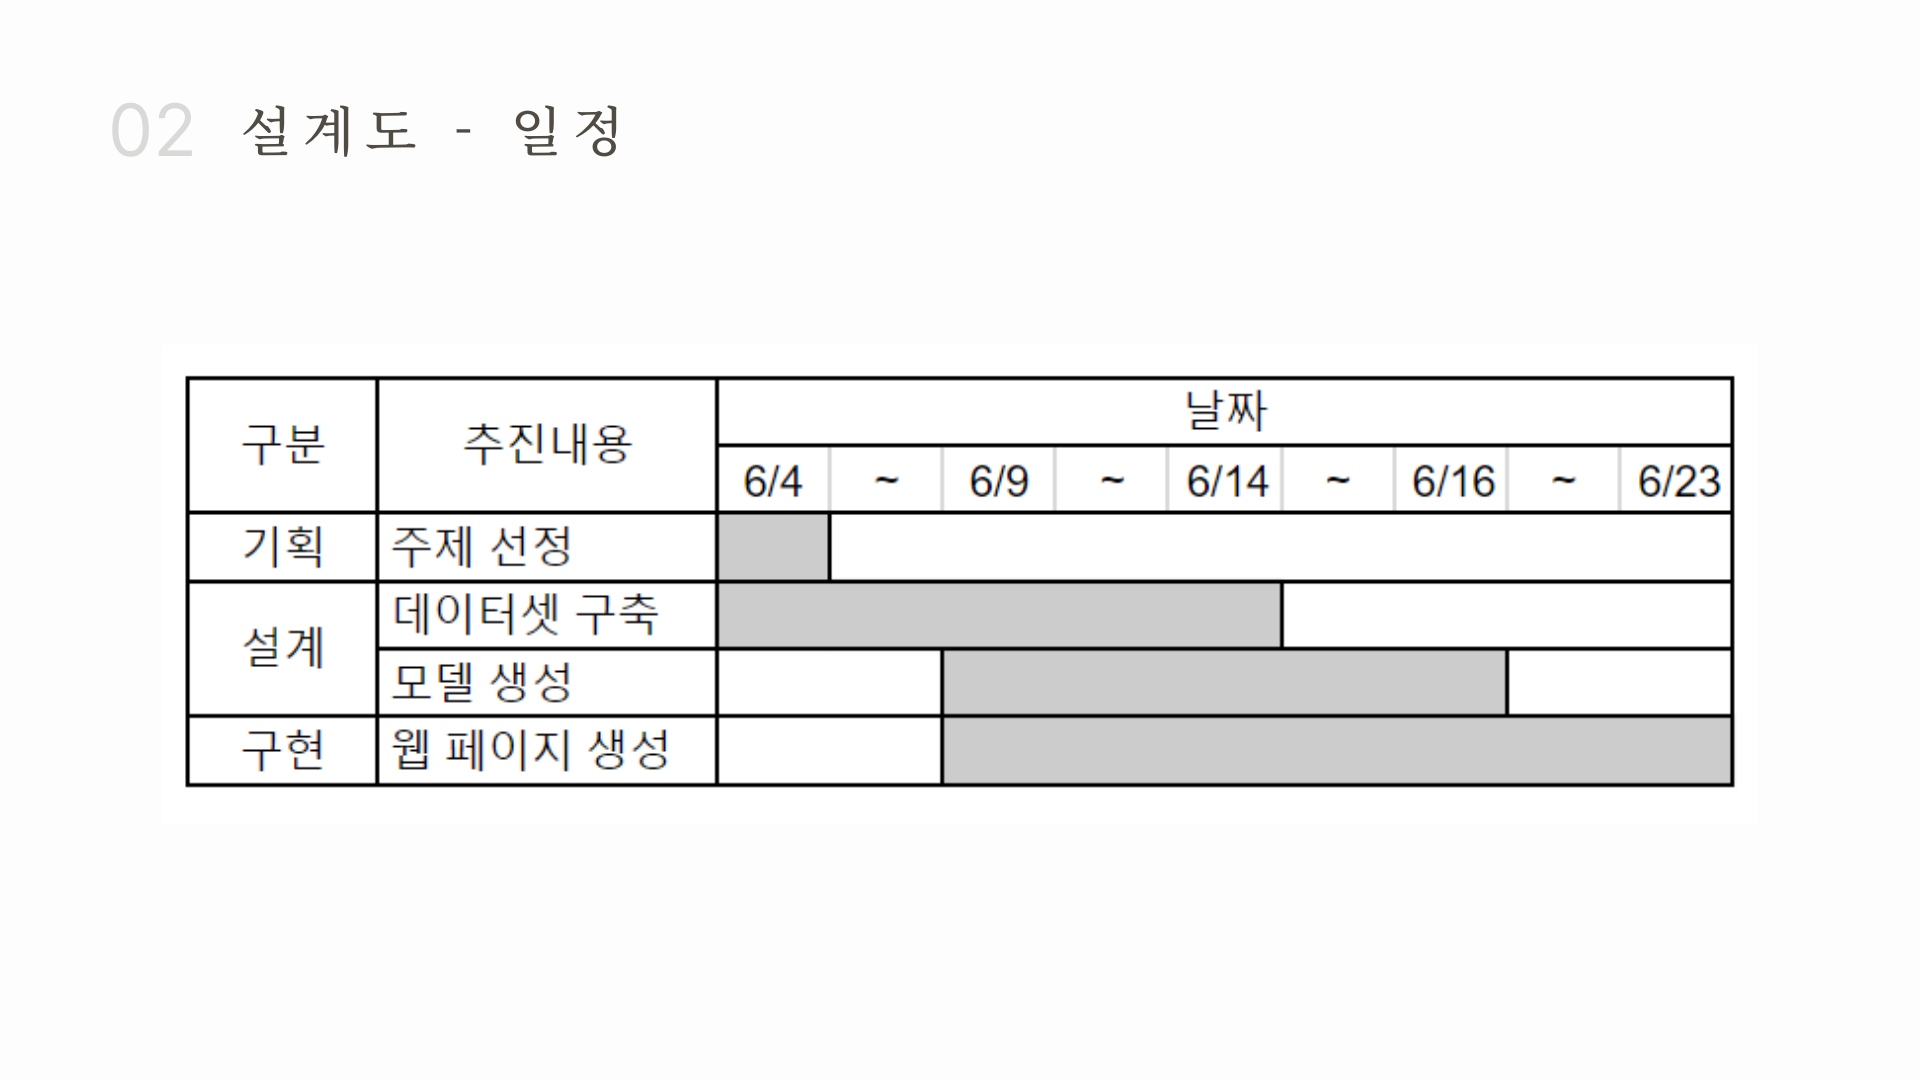 02 설계도 - 일정
구분 추진내용 날짜
6/4 ~ 6/9 ~ 6/14 ~ 6/16 ~ 6/23
기획 주제 선정
설계 데이터셋 구축
모델 생성
구현 웹 페이지 생성